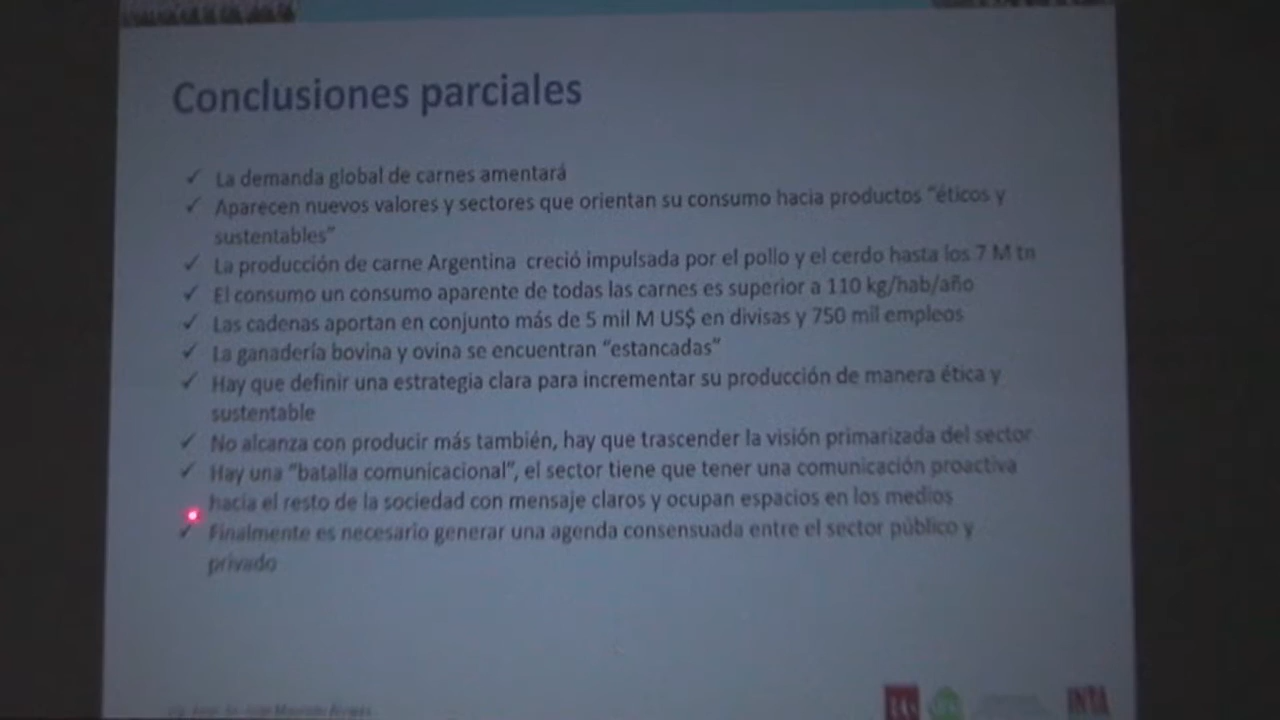 Conclusiones parciales
La demanda global de carnes amentará
Aparecen nuevos valores y sectores que orientan su consumo hacia productos “éticos y
sustentables”
La producción de carne Argentina creció impulsada por el pollo y el cerdo hasta los 7 M tn
El consumo un consumo aparente de todas las carnes es superior a 110 kg/hab/año
Las cadenas aportan en conjunto más de 5 mil M US$ en divisas y 750 mil empleos
La ganadería bovina y ovina se encuentran “estancadas”
Hay que definir una estrategia clara para incrementar su producción de manera ética y
sustentable
No alcanza con producir más también, hay que trascender la visión primarizada del sector
Hay una “batalla comunicacional”, el sector tiene que tener una comunicación proactiva
hacia el resto de la sociedad con mensaje claros y ocupan espacios en los medios
Finalmente es necesario generar una agenda consensuada entre el sector público y
privado
INTA